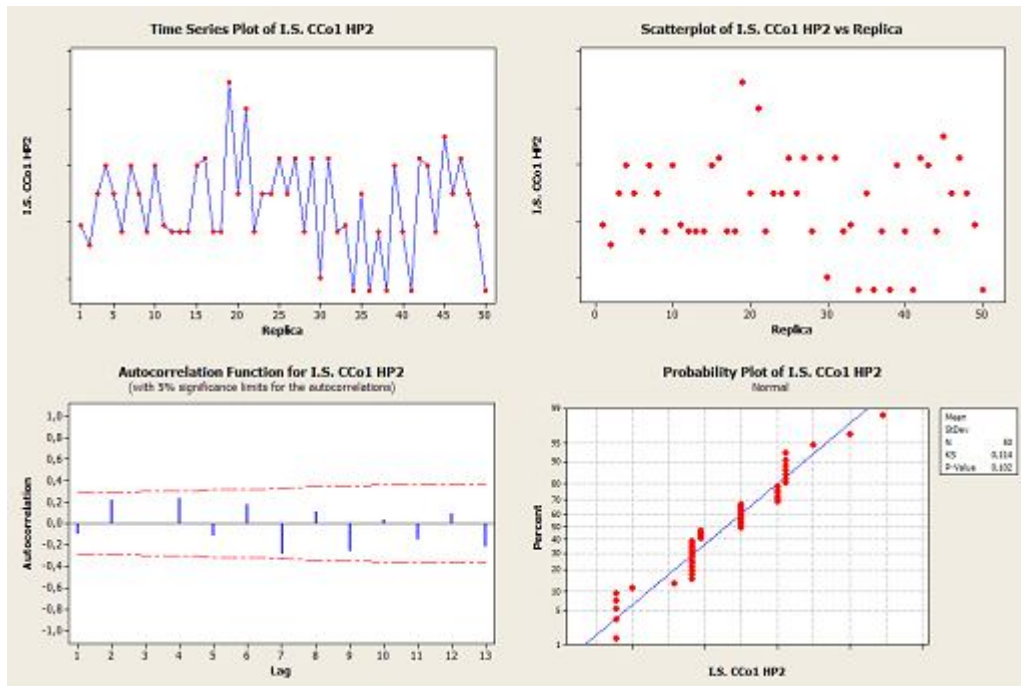 Time Series Plot of I.S. CCo1 HP2
I.S. CCo1 HP2
1 5 10 15 20 25 30 35 40 45 50
Replica
Scatterplot of I.S. CCo1 HP2 vs Replica
I.S. CCo1 HP2
0 10 20 30 40 50
Replica
Autocorrelation Function for I.S. CCo1 HP2
(with 5% significance limits for the autocorrelations)
Autocorrelation
1,0
0,8
0,6
0,4
0,2
0,0
-0,2
-0,4
-0,6
-0,8
-1,0
1 2 3 4 5 6 7 8 9 10 11 12 13
Lag
Probability Plot of I.S. CCo1 HP2
Normal
Percent
99
95
90
80
70
60
50
40
30
20
10
5
1
I.S. CCo1 HP2
Mean
StDev
N 50
KS 0,114
P-Value 0,102